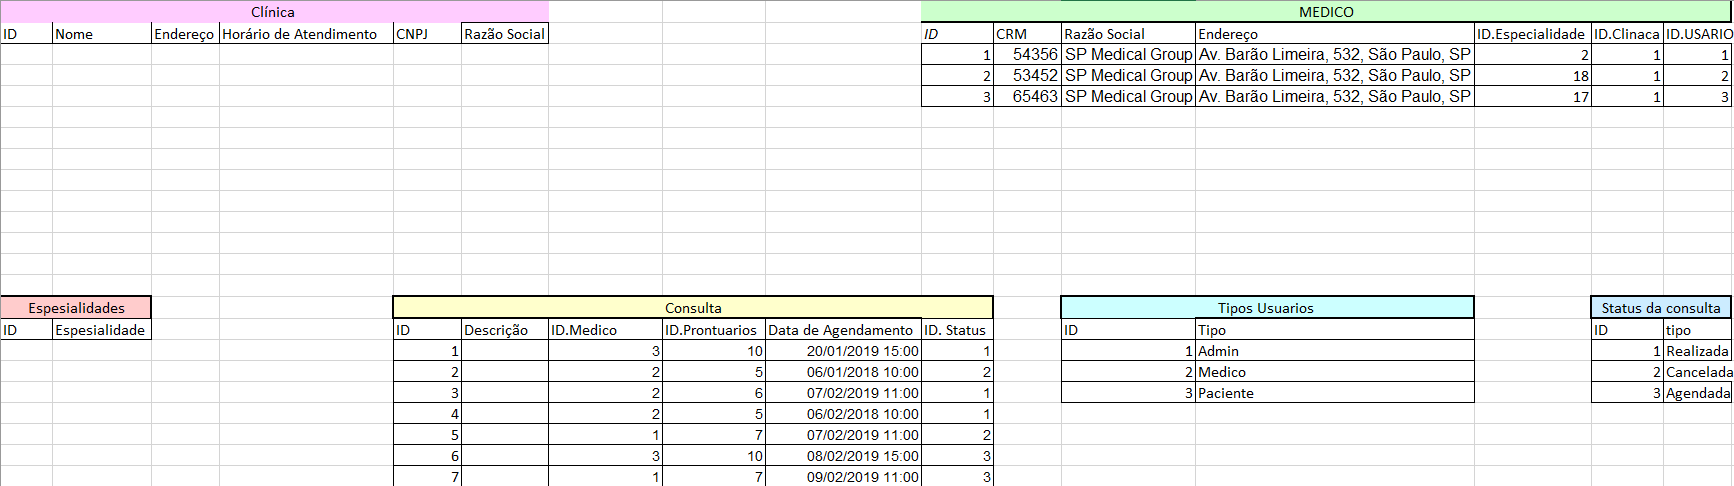 Clínica MEDICO
ID Nome Endereço Horário de Atendimento CNPJ Razão Social ID CRM Razão Social Endereço ID.Especialidade ID.Clinaca ID.USARIO
1 54356 SP Medical Group Av. Barão Limeira, 532, São Paulo, SP 2 1 1
2 53452 SP Medical Group Av. Barão Limeira, 532, São Paulo, SP 18 1 2
3 65463 SP Medical Group Av. Barão Limeira, 532, São Paulo, SP 17 1 3
Espesialidades Consulta Tipos Usuarios Status da consulta
ID Espesialidade ID Descrição ID.Medico ID.Prontuarios Data de Agendamento ID. Status ID Tipo ID tipo
1 3 10 20/01/2019 15:00 1 1 Admin 1 Realizada
2 2 5 06/01/2018 10:00 2 2 Medico 2 Cancelada
3 2 6 07/02/2019 11:00 1 3 Paciente 3 Agendada
4 2 5 06/02/2018 10:00 1
5 1 7 07/02/2019 11:00 2
6 3 10 08/02/2019 15:00 3
7 1 7 09/02/2019 11:00 3